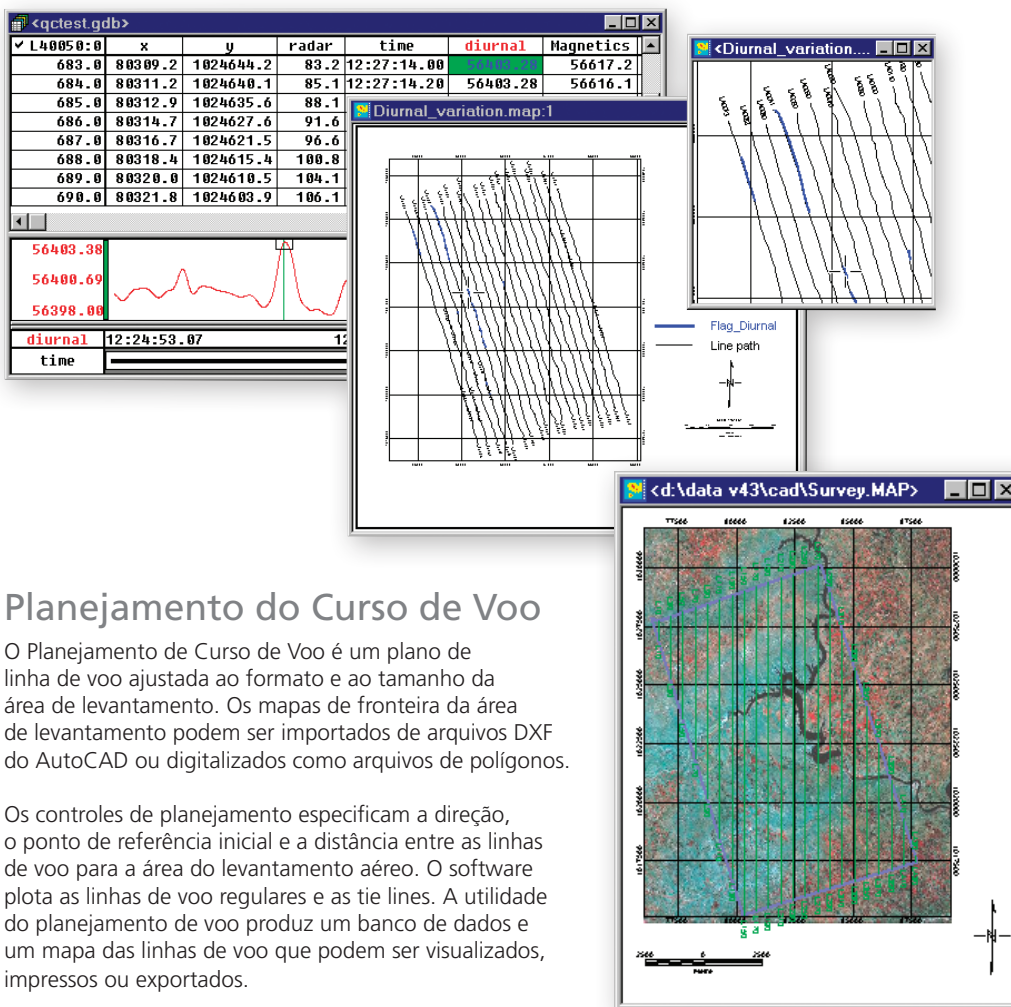 <qctest.gdb>
✓ L40050:0 x y radar time diurnal Magnetics
683.0 80309.2 1024644.2 83.2 12:27:14.00 56403.28 56617.2
684.0 80311.2 1024640.1 85.1 12:27:14.20 56403.28 56616.1
685.0 80312.9 1024635.6 88.1
686.0 80314.7 1024627.6 91.6
687.0 80316.7 1024621.5 96.6
688.0 80318.4 1024615.4 100.8
689.0 80320.0 1024610.5 104.1
690.0 80321.8 1024603.9 106.1
56403.38
56400.69
56398.00
diurnal 12:24:53.07 12
time
Diurnal_variation.map:1
<Diurnal_variation....
Flag_Diurnal
Line path
N
<d:\data v43\cad\Survey.MAP>
Planejamento do Curso de Voo
O Planejamento de Curso de Voo é um plano de
linha de voo ajustada ao formato e ao tamanho da
área de levantamento. Os mapas de fronteira da área
de levantamento podem ser importados de arquivos DXF
do AutoCAD ou digitalizados como arquivos de polígonos.
Os controles de planejamento especificam a direção,
o ponto de referência inicial e a distância entre as linhas
de voo para a área do levantamento aéreo. O software
plota as linhas de voo regulares e as tie lines. A utilidade
do planejamento de voo produz um banco de dados e
um mapa das linhas de voo que podem ser visualizados,
impressos ou exportados.